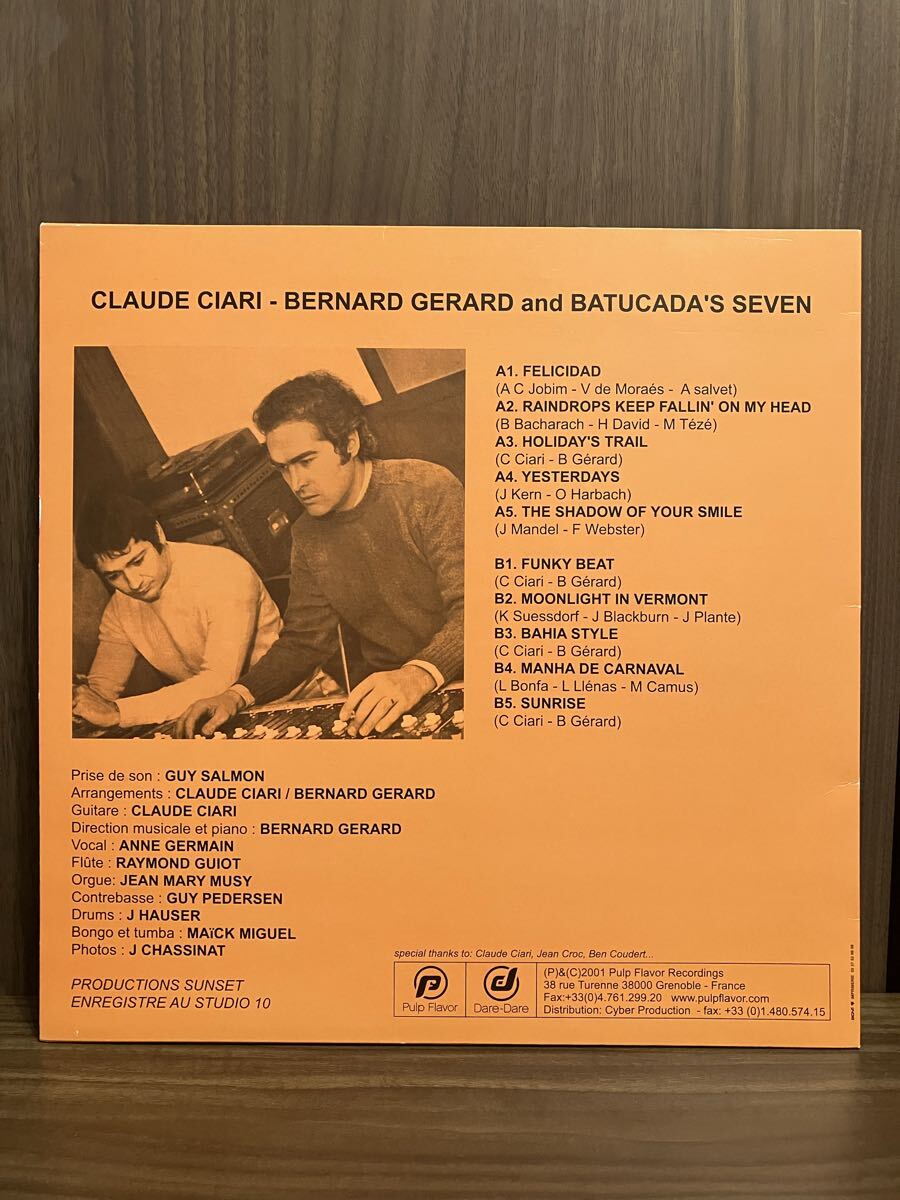 CLAUDE CIARI - BERNARD GERARD and BATUCADA'S SEVEN
A1. FELICIDAD
(A C Jobim - V de Moraés - A salvet)
A2. RAINDROPS KEEP FALLIN' ON MY HEAD
(B Bacharach - H David - M Tézé)
A3. HOLIDAY'S TRAIL
(C Ciari - B Gérard)
A4. YESTERDAYS
(J Kern - O Harbach)
A5. THE SHADOW OF YOUR SMILE
(J Mandel - F Webster)
B1. FUNKY BEAT
(C Ciari - B Gérard)
B2. MOONLIGHT IN VERMONT
(K Suessdorf - J Blackburn - J Plante)
B3. BAHIA STYLE
(C Ciari - B Gérard)
B4. MANHA DE CARNAVAL
(L Bonfa - L Llénas - M Camus)
B5. SUNRISE
(C Ciari - B Gérard)
Prise de son : GUY SALMON
Arrangements : CLAUDE CIARI / BERNARD GERARD
Guitare : CLAUDE CIARI
Direction musicale et piano : BERNARD GERARD
Vocal : ANNE GERMAIN
Flûte : RAYMOND GUIOT
Orgue: JEAN MARY MUSY
Contrebasse : GUY PEDERSEN
Drums : J HAUSER
Bongo et tumba : MAïCK MIGUEL
Photos : J CHASSINAT
PRODUCTIONS SUNSET
ENREGISTRE AU STUDIO 10
special thanks to: Claude Ciari, Jean Croc, Ben Coudert...
Pulp Flavor
Dare-Dare
(P)&(C)2001 Pulp Flavor Recordings
38 rue Turenne 38000 Grenoble - France
Fax:+33(0)4.761.299.20 www.pulpflavor.com
Distribution: Cyber Production - fax: +33 (0)1.480.574.15